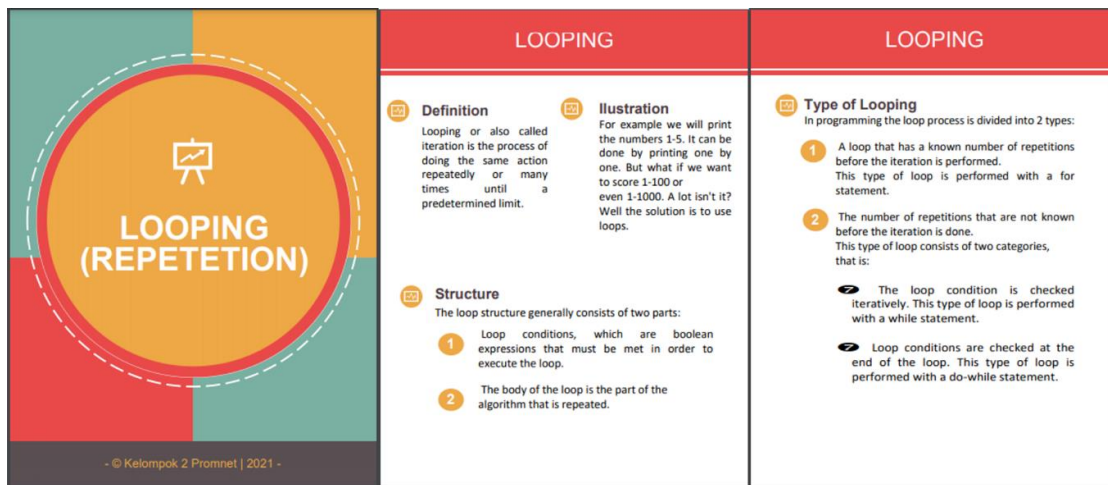 LOOPING
(REPETETION)
- © Kelompok 2 Promnet | 2021 -
LOOPING
Definition
Looping or also called
iteration is the process of
doing the same action
repeatedly or many
times until a
predetermined limit.
Ilustration
For example we will print
the numbers 1-5. It can be
done by printing one by
one. But what if we want
to score 1-100 or
even 1-1000. A lot isn't it?
Well the solution is to use
loops.
Structure
The loop structure generally consists of two parts:
1 Loop conditions, which are boolean
expressions that must be met in order to
execute the loop.
2 The body of the loop is the part of the
algorithm that is repeated.
LOOPING
Type of Looping
In programming the loop process is divided into 2 types:
1 A loop that has a known number of repetitions
before the iteration is performed.
This type of loop is performed with a for
statement.
2 The number of repetitions that are not known
before the iteration is done.
This type of loop consists of two categories,
that is:
The loop condition is checked
iteratively. This type of loop is performed
with a while statement.
Loop conditions are checked at the
end of the loop. This type of loop is
performed with a do-while statement.